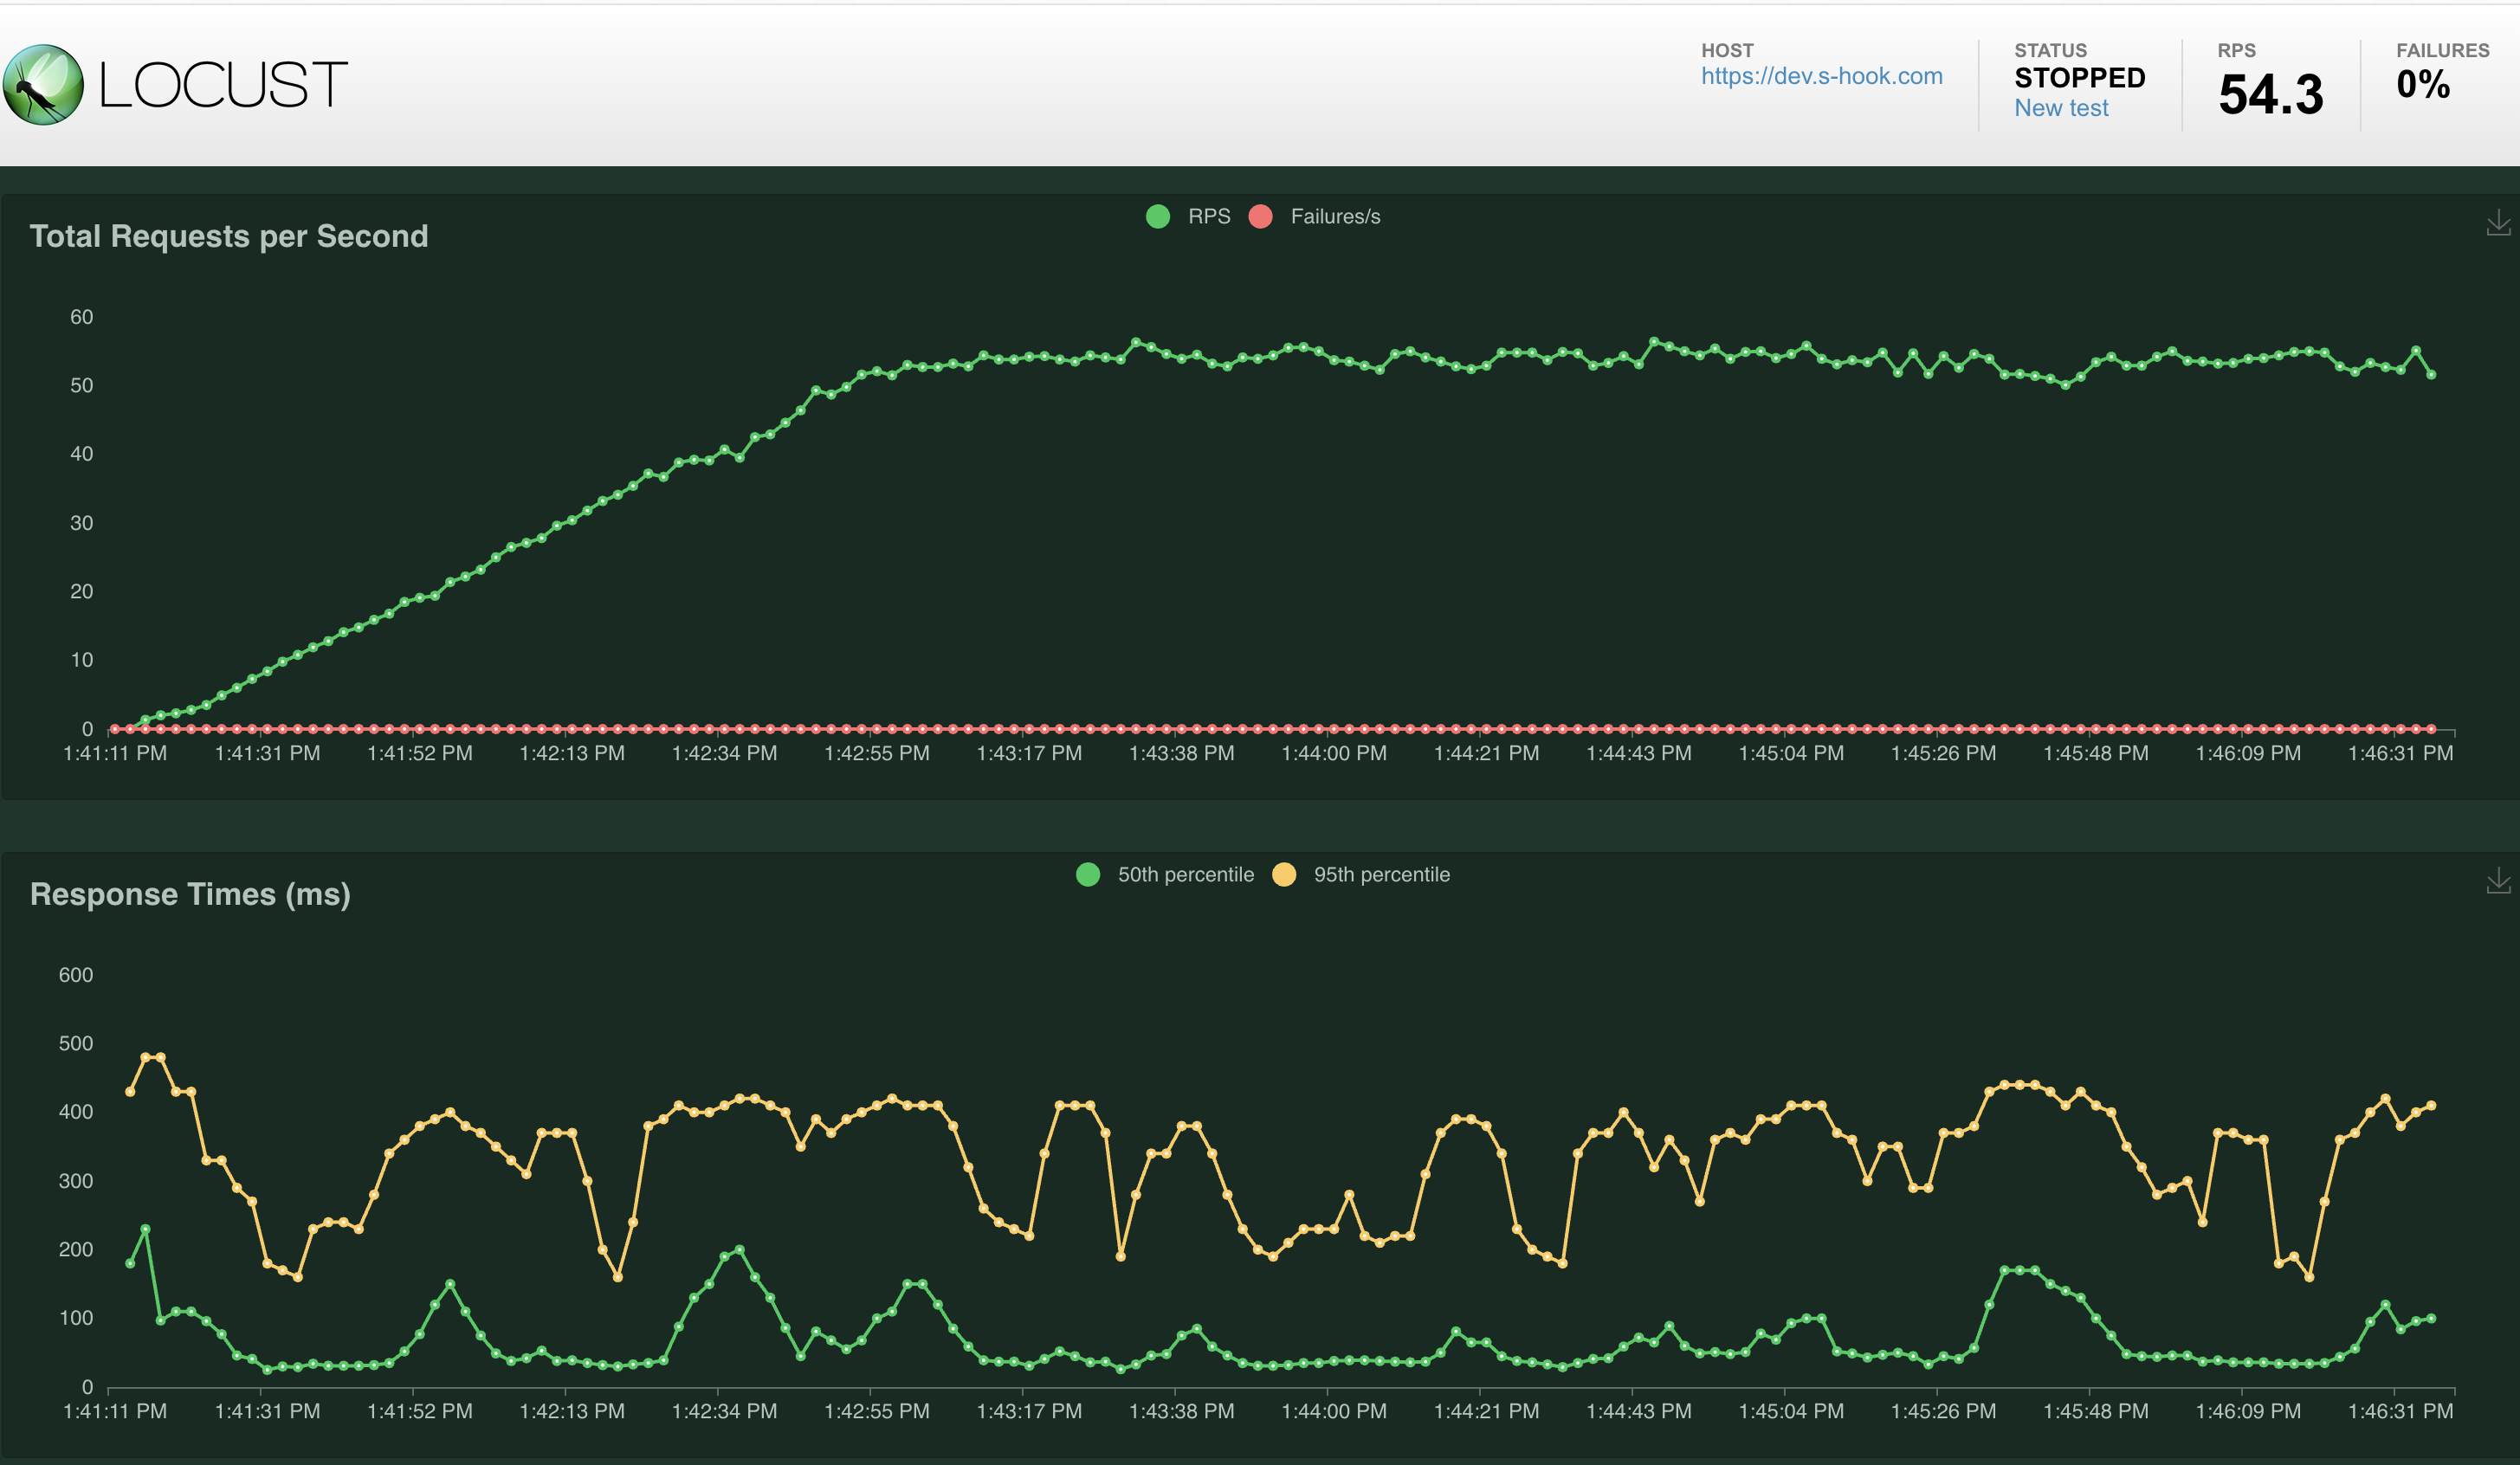 LOCUST
HOST
https://dev.s-hook.com
STATUS
STOPPED
New test
RPS
54.3
FAILURES
0%
Total Requests per Second
RPS Failures/s
60
50
40
30
20
10
0
1:41:11 PM 1:41:31 PM 1:41:52 PM 1:42:13 PM 1:42:34 PM 1:42:55 PM 1:43:17 PM 1:43:38 PM 1:44:00 PM 1:44:21 PM 1:44:43 PM 1:45:04 PM 1:45:26 PM 1:45:48 PM 1:46:09 PM 1:46:31 PM
Response Times (ms)
50th percentile 95th percentile
600
500
400
300
200
100
0
1:41:11 PM 1:41:31 PM 1:41:52 PM 1:42:13 PM 1:42:34 PM 1:42:55 PM 1:43:17 PM 1:43:38 PM 1:44:00 PM 1:44:21 PM 1:44:43 PM 1:45:04 PM 1:45:26 PM 1:45:48 PM 1:46:09 PM 1:46:31 PM